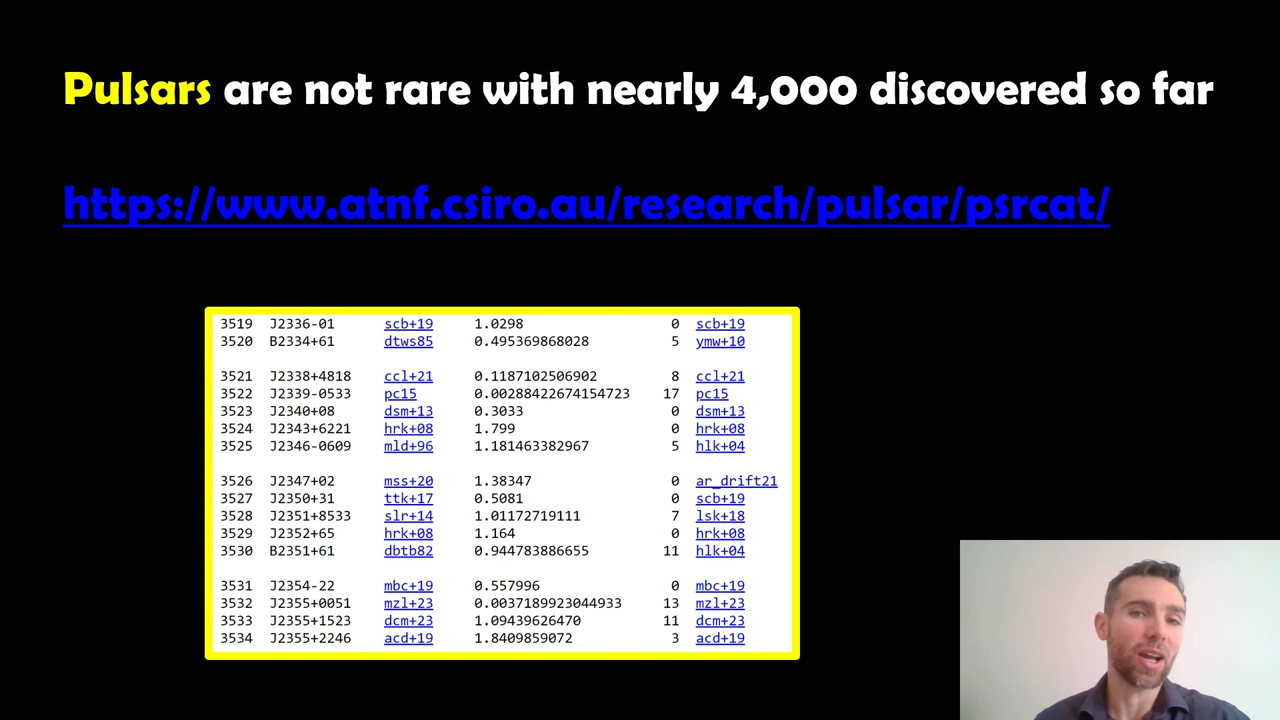 Pulsars are not rare with nearly 4,000 discovered so far
https://www.atnf.csiro.au/research/pulsar/psrcat/
3519 J2336-01 scb+19 1.0298 0 scb+19
3520 B2334+61 dtws85 0.495369868028 5 ymw+10
3521 J2338+4818 ccl+21 0.1187102506902 8 ccl+21
3522 J2339-0533 pc15 0.00288422674154723 17 pc15
3523 J2340+08 dsm+13 0.3033 0 dsm+13
3524 J2343+6221 hrk+08 1.799 0 hrk+08
3525 J2346-0609 mld+96 1.181463382967 5 hlk+04
3526 J2347+02 mss+20 1.38347 0 ar_drift21
3527 J2350+31 ttk+17 0.5081 0 scb+19
3528 J2351+8533 slr+14 1.01172719111 7 lsk+18
3529 J2352+65 hrk+08 1.164 0 hrk+08
3530 B2351+61 dbtb82 0.944783886655 11 hlk+04
3531 J2354-22 mbc+19 0.557996 0 mbc+19
3532 J2355+0051 mzl+23 0.0037189923044933 13 mzl+23
3533 J2355+1523 dcm+23 1.09439626470 11 dcm+23
3534 J2355+2246 acd+19 1.8409859072 3 acd+19